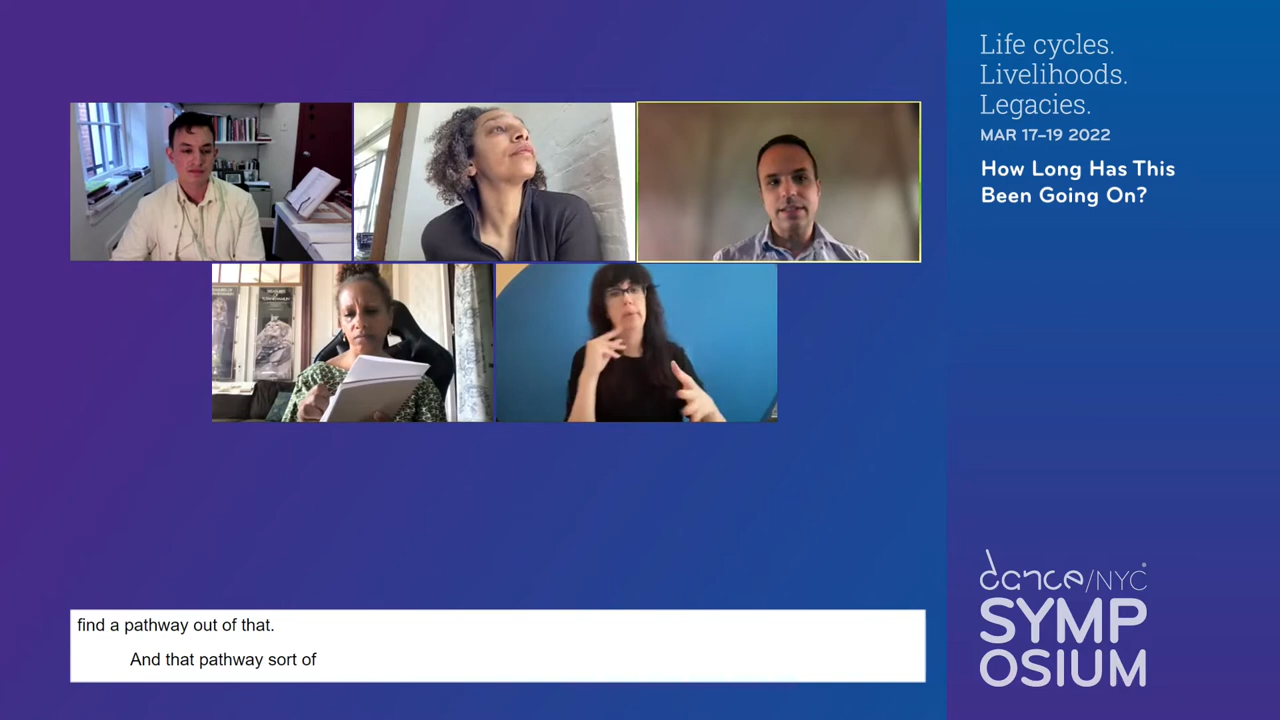 Life cycles.
Livelihoods.
Legacies.
MAR 17–19 2022
How Long Has This
Been Going On?
find a pathway out of that.
And that pathway sort of
dance/NYC
SYMP
OSIUM